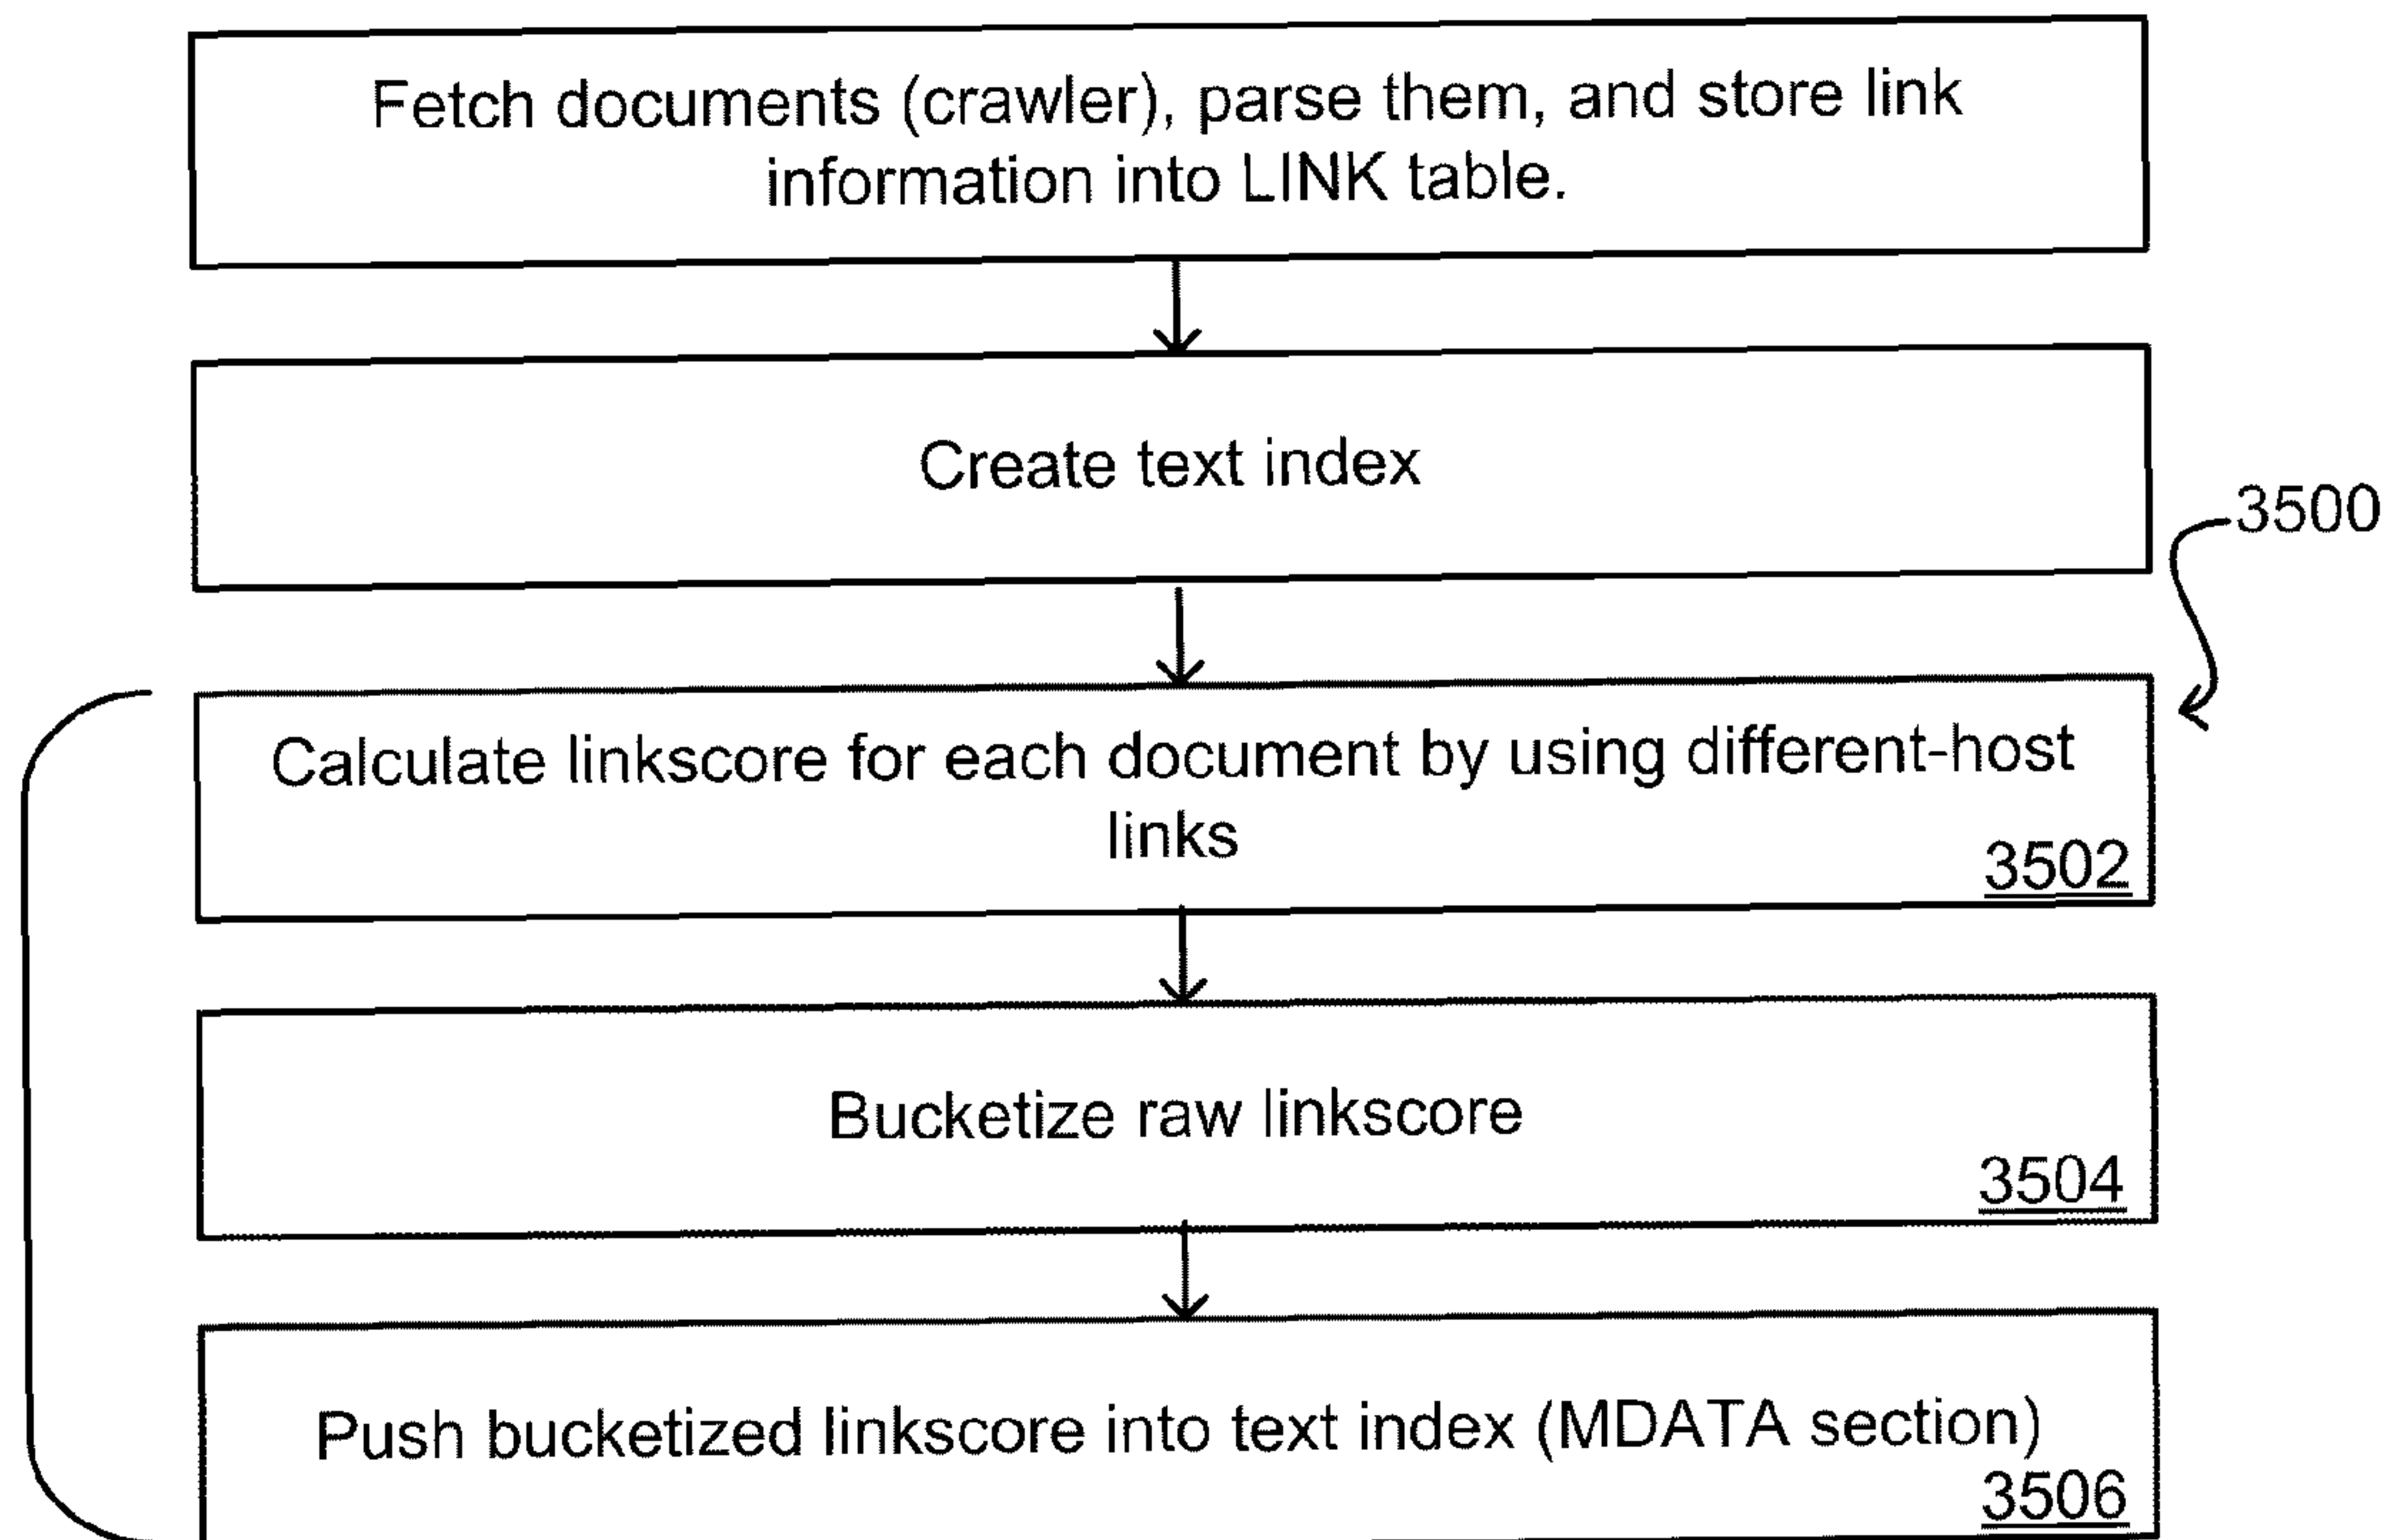 Fetch documents (crawler), parse them, and store link
information into LINK table.
Create text index
3500
Calculate linkscore for each document by using different-host
links
3502
Bucketize raw linkscore
3504
Push bucketized linkscore into text index (MDATA section)
3506